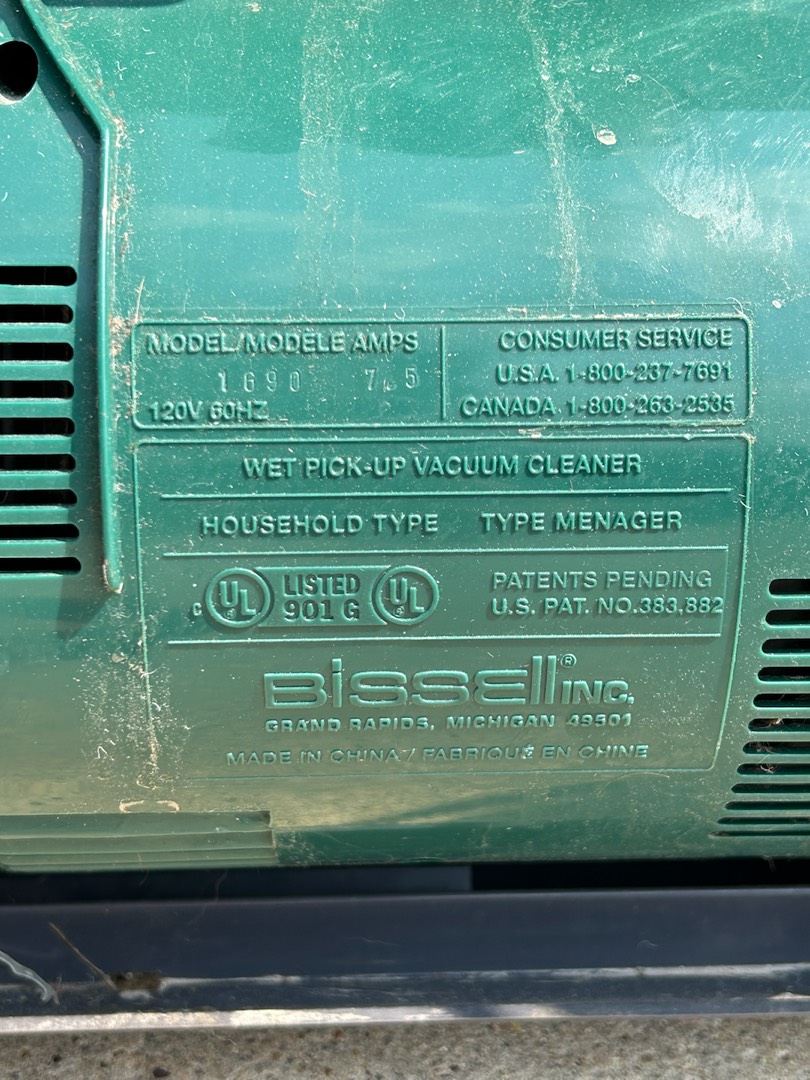 MODEL/MODÈLE AMPS
1690 7.5
120V 60HZ
CONSUMER SERVICE
U.S.A. 1-800-237-7691
CANADA 1-800-263-2535
WET PICK-UP VACUUM CLEANER
HOUSEHOLD TYPE TYPE MENAGER
C UL LISTED UL
901 G
PATENTS PENDING
U.S. PAT. NO.383,882
BISSELL® INC.
GRAND RAPIDS, MICHIGAN 49501
MADE IN CHINA / FABRIQUÉ EN CHINE